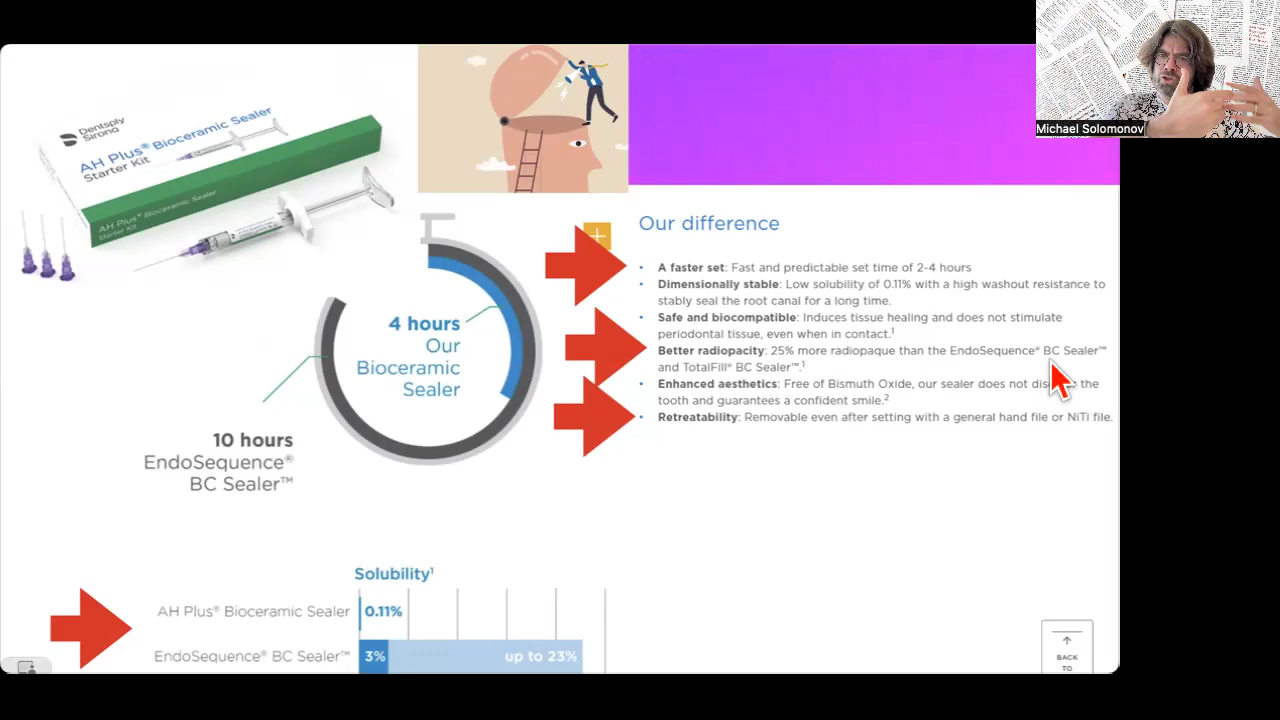 Michael Solomonov
Dentsply
Sirona
AH Plus® Bioceramic Sealer
Starter Kit
AH Plus® Bioceramic Sealer
Starter Kit
Our difference
• A faster set: Fast and predictable set time of 2-4 hours
• Dimensionally stable: Low solubility of 0.11% with a high washout resistance to
stably seal the root canal for a long time.
• Safe and biocompatible: Induces tissue healing and does not stimulate
periodontal tissue, even when in contact.¹
• Better radiopacity: 25% more radiopaque than the EndoSequence® BC Sealer™
and TotalFill® BC Sealer™.¹
• Enhanced aesthetics: Free of Bismuth Oxide, our sealer does not the
tooth and guarantees a confident smile.²
• Retreatability: Removable even after setting with a general hand file or NiTi file.
4 hours
Our
Bioceramic
Sealer
10 hours
EndoSequence®
BC Sealer™
Solubility¹
AH Plus® Bioceramic Sealer 0.11%
EndoSequence® BC Sealer™ 3% up to 23%
BACK
TO